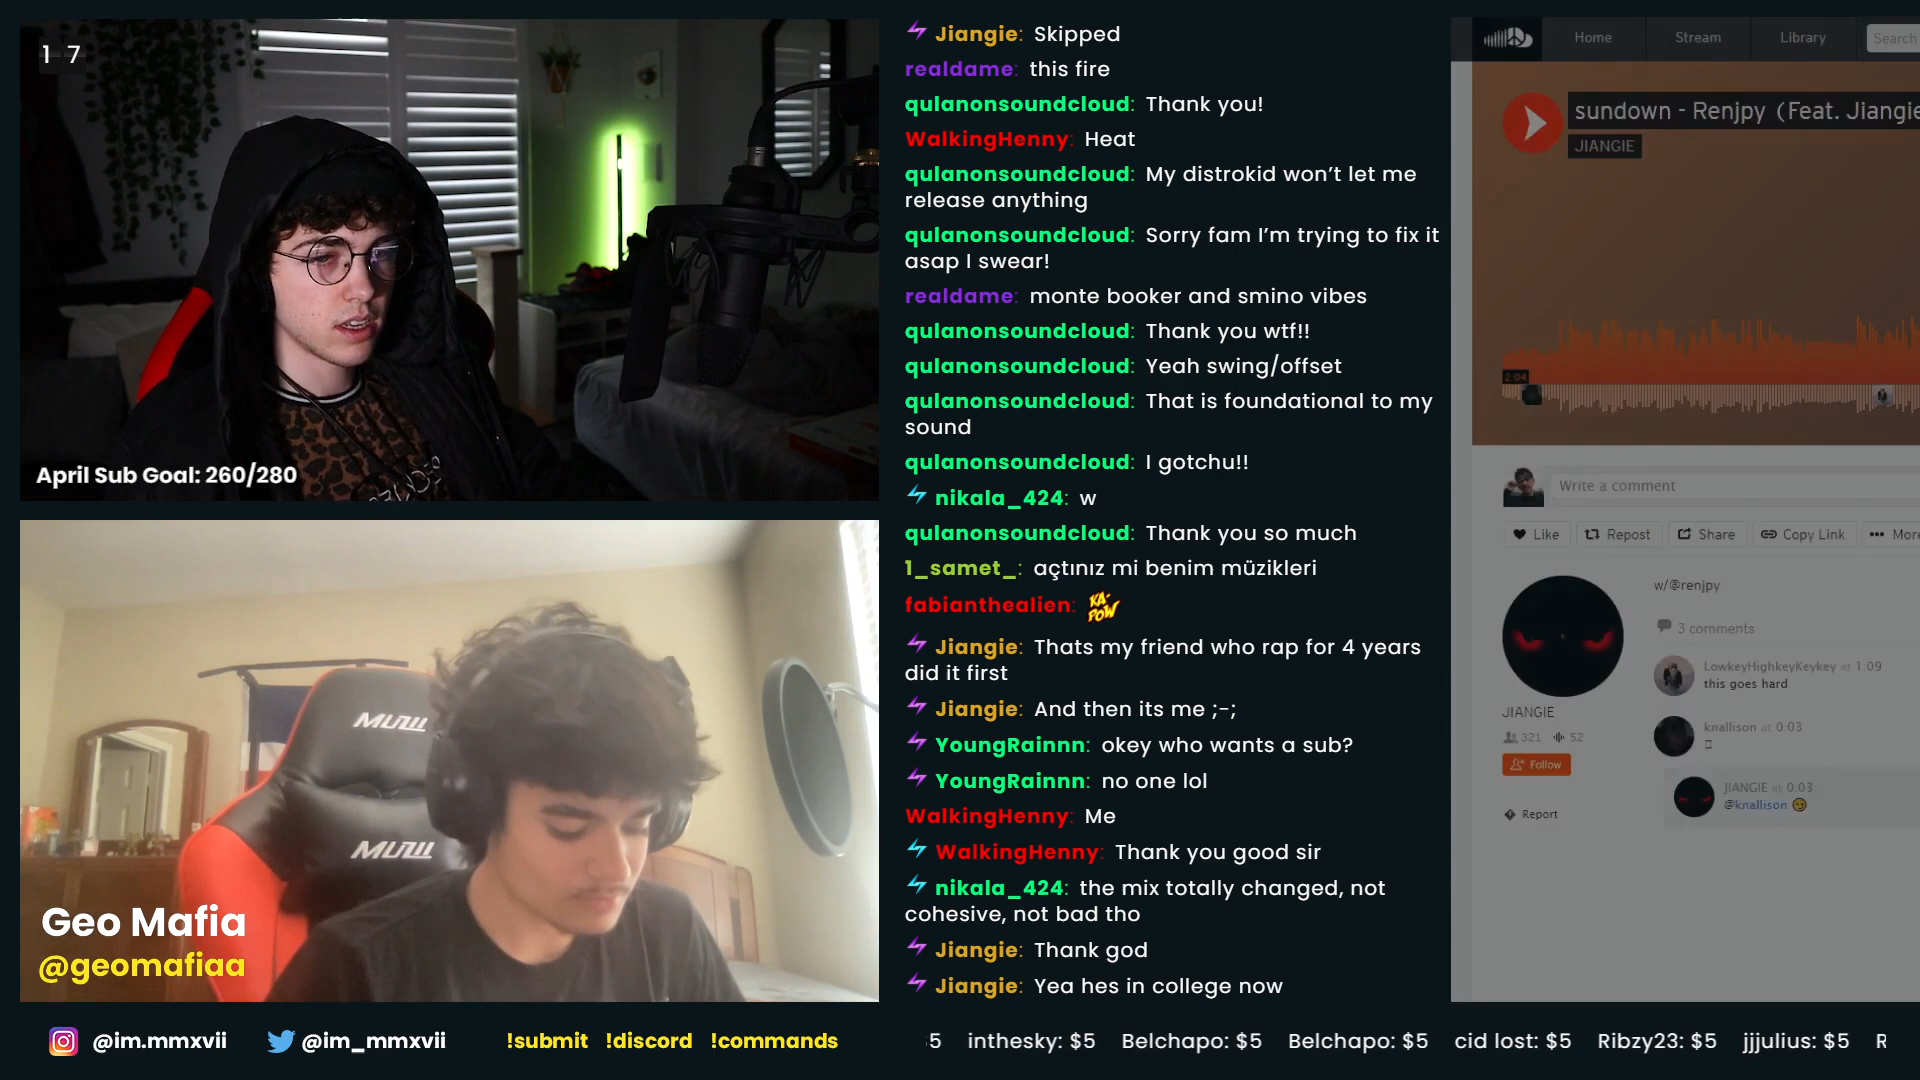 1 7
April Sub Goal: 260/280
MUW
MUW
Geo Mafia
@geomafiaa
Jiangie: Skipped
realdame: this fire
qulanonsoundcloud: Thank you!
WalkingHenny: Heat
qulanonsoundcloud: My distrokid won’t let me
release anything
qulanonsoundcloud: Sorry fam I’m trying to fix it
asap I swear!
realdame: monte booker and smino vibes
qulanonsoundcloud: Thank you wtf!!
qulanonsoundcloud: Yeah swing/offset
qulanonsoundcloud: That is foundational to my
sound
qulanonsoundcloud: I gotchu!!
nikala_424: w
qulanonsoundcloud: Thank you so much
1_samet_: açtınız mi benim müzikleri
fabianthealien: KA-
POW
Jiangie: Thats my friend who rap for 4 years
did it first
Jiangie: And then its me ;-;
YoungRainnn: okey who wants a sub?
YoungRainnn: no one lol
WalkingHenny: Me
WalkingHenny: Thank you good sir
nikala_424: the mix totally changed, not
cohesive, not bad tho
Jiangie: Thank god
Jiangie: Yea hes in college now
Home Stream Library Search
sundown - Renjpy (Feat. Jiangie
JIANGIE
2:04
Write a comment
Like Repost Share Copy Link More
w/@renjpy
3 comments
LowkeyHighkeyKeykey at 1:09
this goes hard
JIANGIE
321 52
knallison at 0:03
Follow
JIANGIE at 0:03
@knallison
Report
@im.mmxvii @im_mmxvii !submit !discord !commands
5 inthesky: $5 Belchapo: $5 Belchapo: $5 cid lost: $5 Ribzy23: $5 jjjulius: $5 R